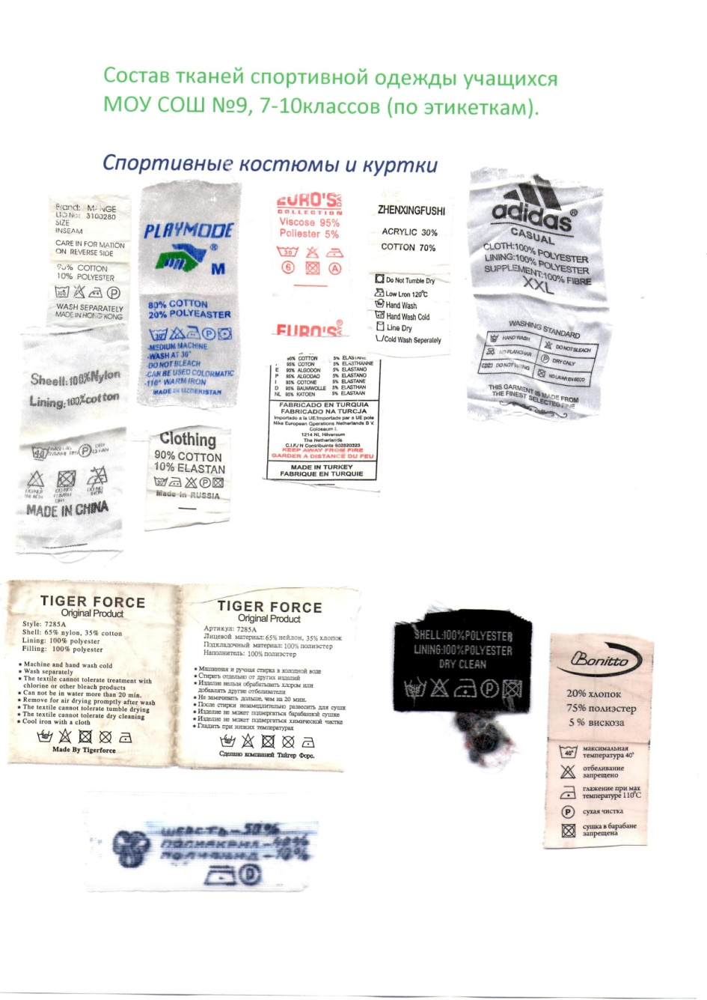 Состав тканей спортивной одежды учащихся
МОУ СОШ №9, 7-10классов (по этикеткам).
Спортивные костюмы и куртки
Brand:
3100280
SIZE
INSEAM
CARE IN FOR MATION
ON REVERSE SIDE
90% COTTON
10% POLYESTER
WASH SEPARATELY
MADE IN HONG KONG
PLAYMODE
®
M
80% COTTON
20% POLYEASTER
-MEDIUM MACHINE
-WASH AT 30°
-DO NOT BLEACH
-CAN BE USED COLORMATIC
-110° WARM IRON
MADE IN UZBEKISTAN
EURO'S
COLLECTION
Viscose 95%
Poliester 5%
30
6 A
EURO'S
ZHENXINGFUSHI
ACRYLIC 30%
COTTON 70%
Do Not Tumble Dry
Low Lron 120°C
Hand Wash
Hand Wash Cold
Line Dry
Cold Wash Seperately
adidas®
CASUAL
CLOTH:100% POLYESTER
LINING:100% POLYESTER
SUPPLEMENT:100% FIBRE
XXL
WASHING STANDARD
HAND WASH
DO NOT BLEACH
NO PLANCHAR
DRY ONLY
DO NOT WRING
NO LAVAR EN SECO
THIS GARMENT IS MADE FROM
THE FINEST SELECTED FINE
Sheell:100%Nylon
Lining:100%cotton
MADE IN CHINA
Clothing
90% COTTON
10% ELASTAN
Made in RUSSIA
95% COTTON 5% ELASTANE
95% COTON 5% ELASTHANNE
E 95% ALGODON 5% ELASTANO
P 95% ALGODAO 5% ELASTANO
I 95% COTONE 5% ELASTANE
D 95% BAUMWOLLE 5% ELASTHAN
NL 95% KATOEN 5% ELASTAAN
FABRICADO EN TURQUIA
FABRICADO NA TURCJA
Importado a la UE/Importado par a UE pole
Nike European Operations Netherlands B V.
Colosseum I.
1214 NL Hilversum
The Netherlands
C.I.F./ N Contribuinte 802820323
KEEP AWAY FROM FIRE
GARDER A DISTANCE DU FEU
MADE IN TURKEY
FABRIQUE EN TURQUIE
TIGER FORCE
Original Product
Style: 7285A
Shell: 65% nylon, 35% cotton
Lining: 100% polyester
Filling: 100% polyester
★ Machine and hand wash cold
★ Wash separately
★ The textile cannot tolerate treatment with
chlorine or other bleach products
★ Can not be in water more than 20 min.
★ Remove for air drying promptly after wash
★ The textile cannot tolerate tumble drying
★ The textile cannot tolerate dry cleaning
★ Cool iron with a cloth
Made By Tigerforce
TIGER FORCE
Original Product
Артикул: 7285A
Лицевой материал: 65% нейлон, 35% хлопок
Подкладочный материал: 100% полиэстер
Наполнитель: 100% полиэстер
★ Машинная и ручная стирка в холодной воде
★ Стирать отдельно от других изделий
★ Изделие нельзя обрабатывать хлором или
добавлять другие отбеливатели
★ Не замачивать дольше, чем на 20 мин.
★ После стирки незамедлительно развесить для сушк
★ Изделие не может подвергаться барабанной сушке
★ Изделие не может подвергаться химической чистке
★ Гладить при низких температурах
Сделано компанией Тайгер Форс.
SHELL:100%POLYESTER
LINING:100%POLYESTER
DRY CLEAN
Bonitto
20% хлопок
75% полиэстер
5 % вискоза
40° максимальная
температура 40°
отбеливание
запрещено
глажение при мах
температуре 110°C
P сухая чистка
сушка в барабане
запрещена
ШЕРСТЬ-50%
ПОЛИАКРИЛ-40%
ПОЛИАМИД-10%